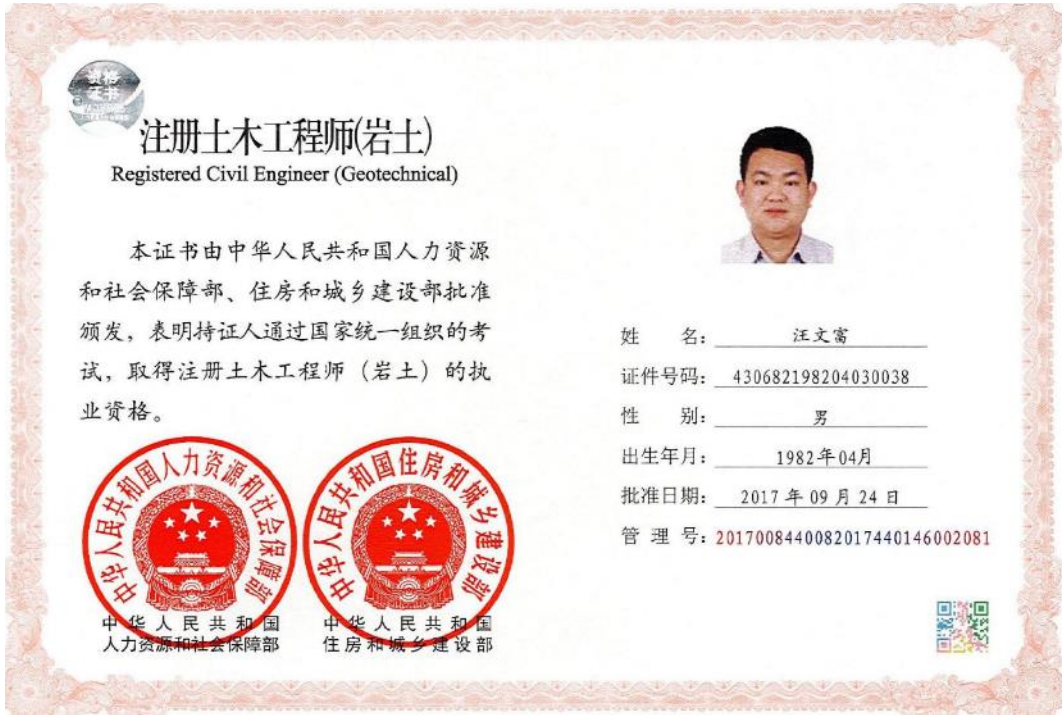 资格
证书
注册土木工程师(岩土)
Registered Civil Engineer (Geotechnical)
本证书由中华人民共和国人力资源
和社会保障部、住房和城乡建设部批准
颁发，表明持证人通过国家统一组织的考
试，取得注册土木工程师（岩土）的执
业资格。
中华人民共和国人力资源和社会保障部
中华人民共和国住房和城乡建设部
中华人民共和国
人力资源和社会保障部
中华人民共和国
住房和城乡建设部
姓 名：汪文富
证件号码：430682198204030038
性 别：男
出生年月：1982年04月
批准日期：2017年09月24日
管 理 号：2017008440082017440146002081